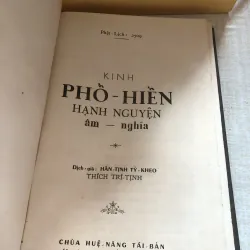 KINH
PHỔ - HIỀN
HẠNH NGUYỆN
âm — nghĩa
Dịch-giả: HÂN-TỊNH TỲ-KHEO
THÍCH TRÍ-TỊNH
CHÙA HUỆ-NĂNG TÁI-BẢN